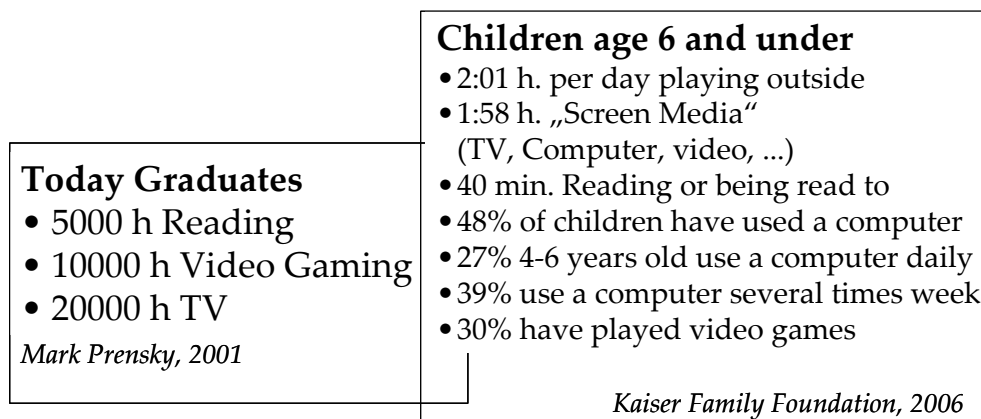 Today Graduates
• 5000 h Reading
• 10000 h Video Gaming
• 20000 h TV
Mark Prensky, 2001
Children age 6 and under
•2:01 h. per day playing outside
•1:58 h. „Screen Media“
(TV, Computer, video, ...)
•40 min. Reading or being read to
•48% of children have used a computer
•27% 4-6 years old use a computer daily
•39% use a computer several times week
•30% have played video games
Kaiser Family Foundation, 2006